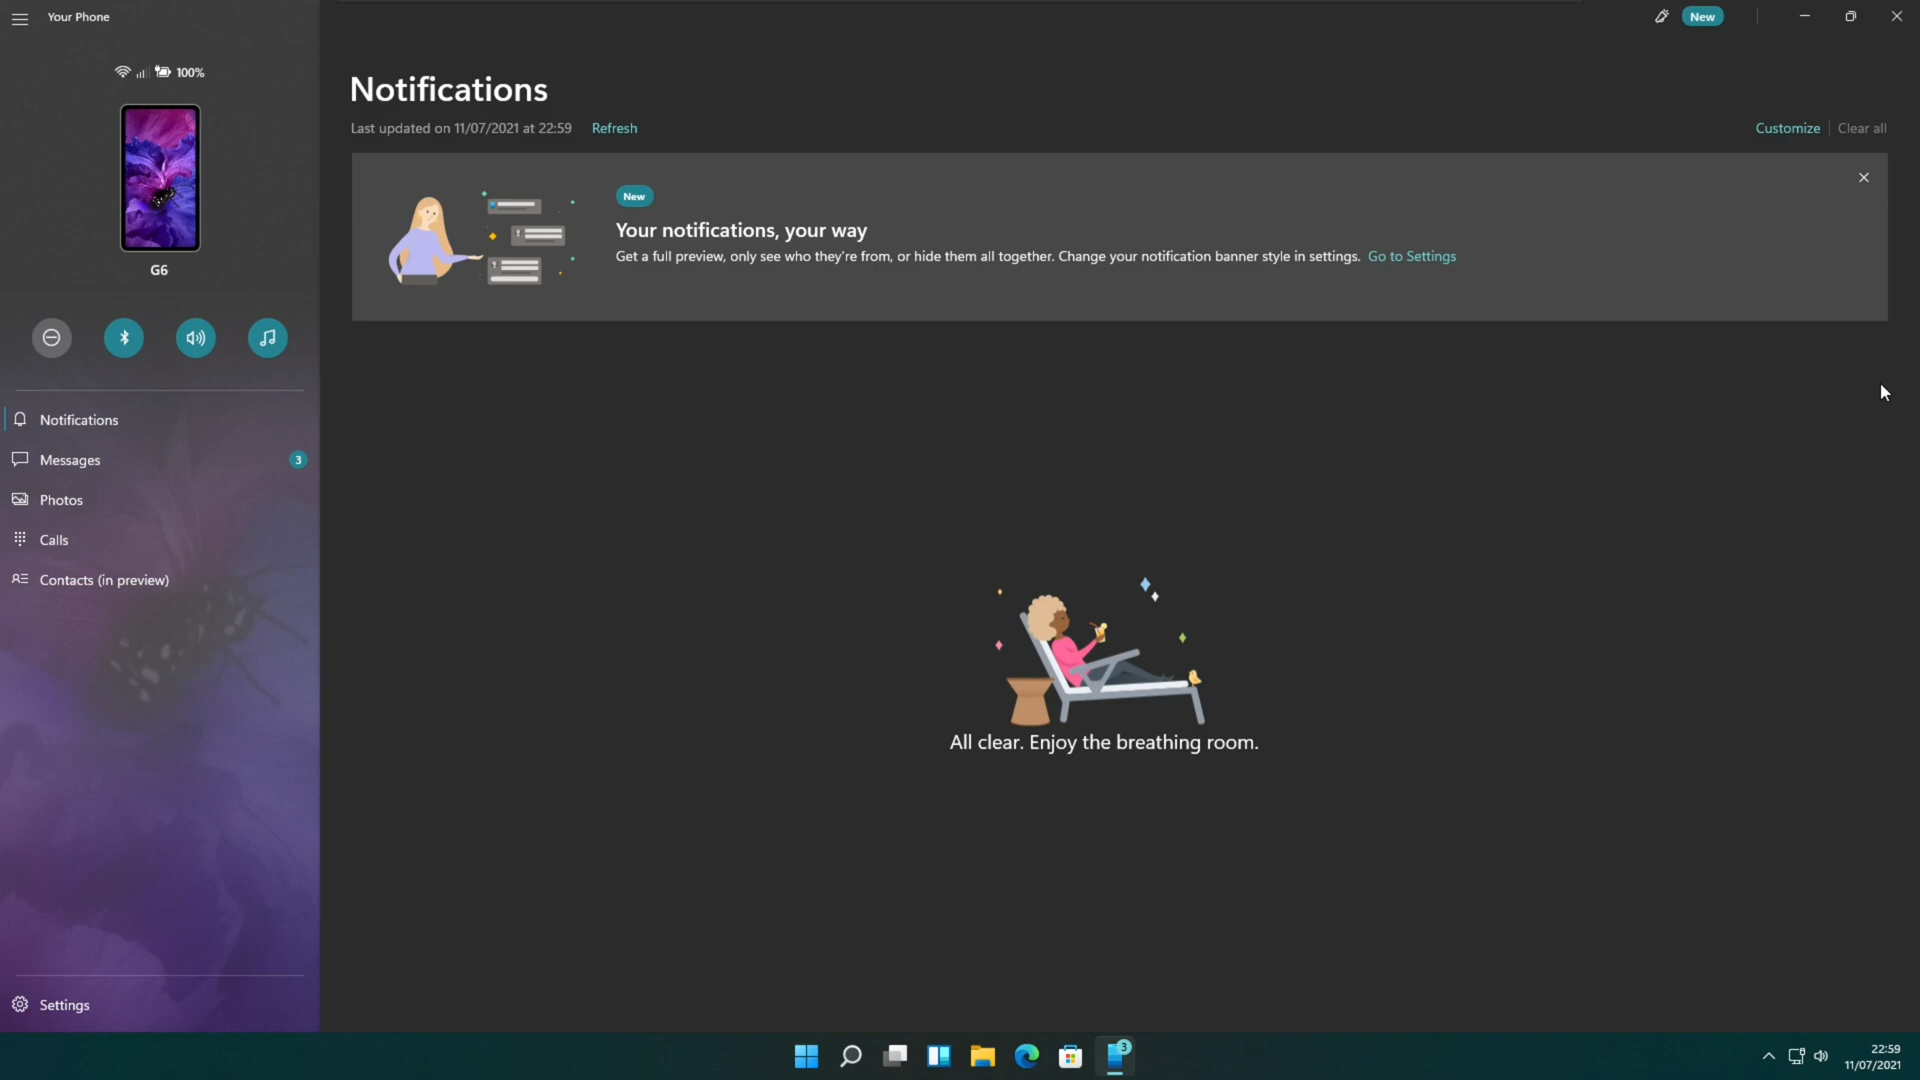 Your Phone
New
100%
G6
Notifications
Messages
3
Photos
Calls
Contacts (in preview)
Settings
Notifications
Last updated on 11/07/2021 at 22:59 Refresh
Customize
Clear all
New
Your notifications, your way
Get a full preview, only see who they're from, or hide them all together. Change your notification banner style in settings. Go to Settings
All clear. Enjoy the breathing room.
3
22:59
11/07/2021